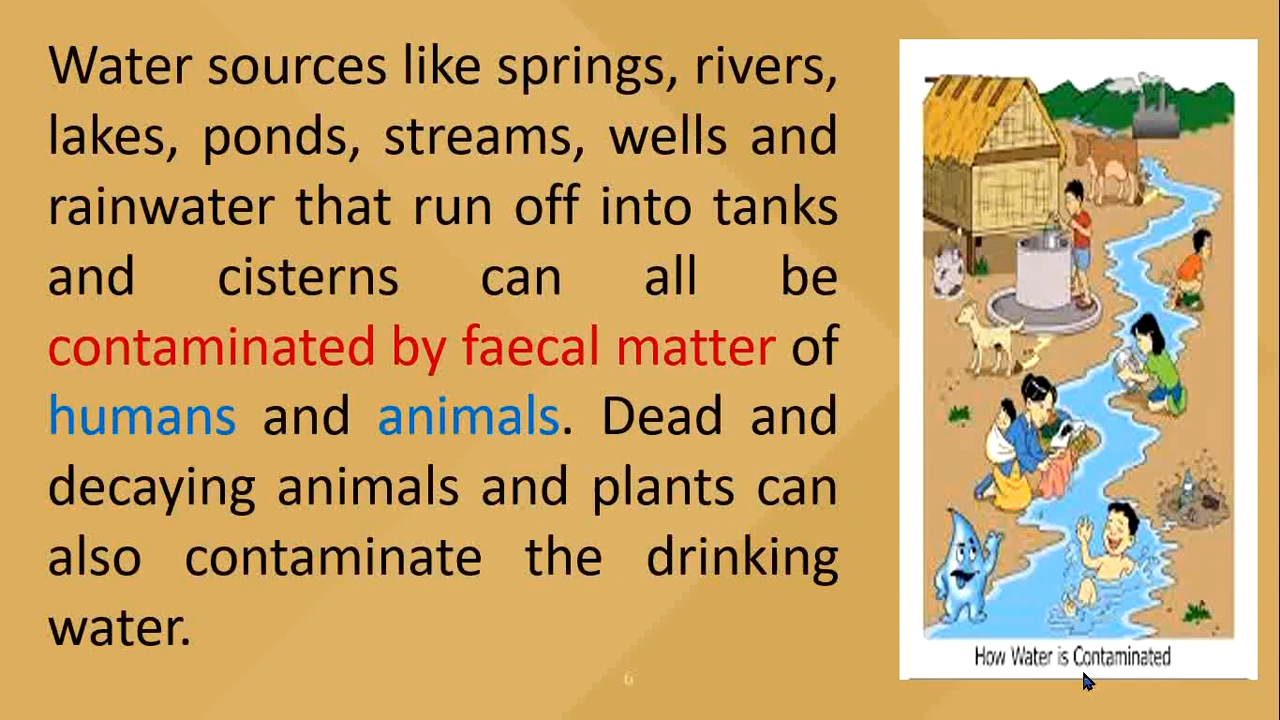 Water sources like springs, rivers,
lakes, ponds, streams, wells and
rainwater that run off into tanks
and cisterns can all be
contaminated by faecal matter of
humans and animals. Dead and
decaying animals and plants can
also contaminate the drinking
water.
6
How Water is Contaminated